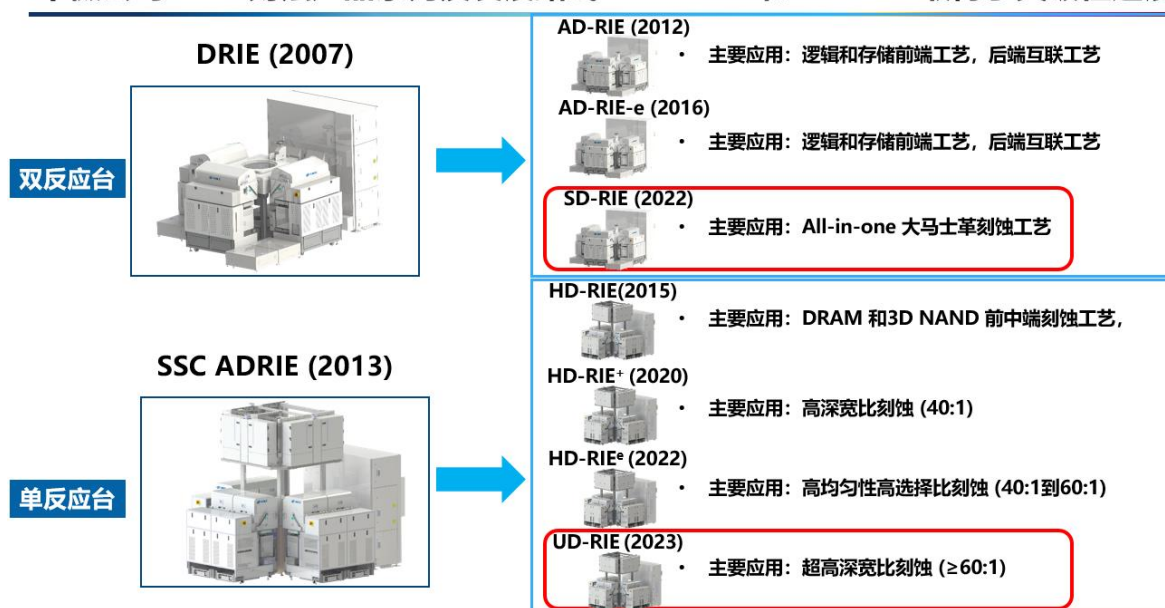 DRIE (2007)
双反应台
AD-RIE (2012)
• 主要应用：逻辑和存储前端工艺，后端互联工艺
AD-RIE-e (2016)
• 主要应用：逻辑和存储前端工艺，后端互联工艺
SD-RIE (2022)
• 主要应用：All-in-one 大马士革刻蚀工艺
SSC ADRIE (2013)
单反应台
HD-RIE(2015)
• 主要应用：DRAM 和3D NAND 前中端刻蚀工艺，
HD-RIE⁺ (2020)
• 主要应用：高深宽比刻蚀 (40:1)
HD-RIEᵉ (2022)
• 主要应用：高均匀性高选择比刻蚀 (40:1到60:1)
UD-RIE (2023)
• 主要应用：超高深宽比刻蚀 (≥60:1)